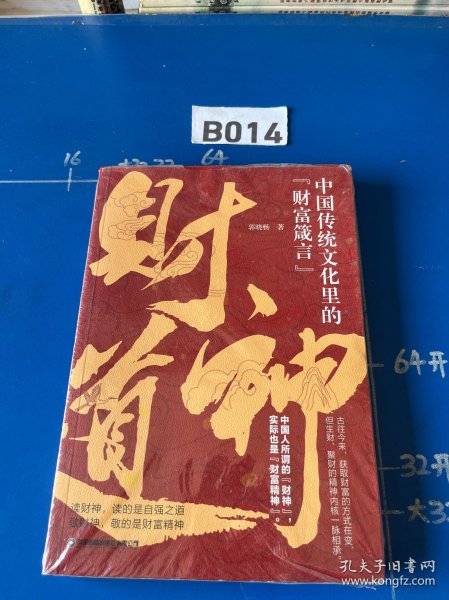 B014
16
64
財神道
中国传统文化里的
『财富箴言』
郭晓畅 著
64开
32开
大3
古往今来，获取财富的方式在变，
但生财、聚财的精神内核一脉相承。
中国人所谓的『财神』，
实际也是『财富精神』。
读财神，读的是自强之道
敬财神，敬的是财富精神
孔夫子旧书网
kongfz.com